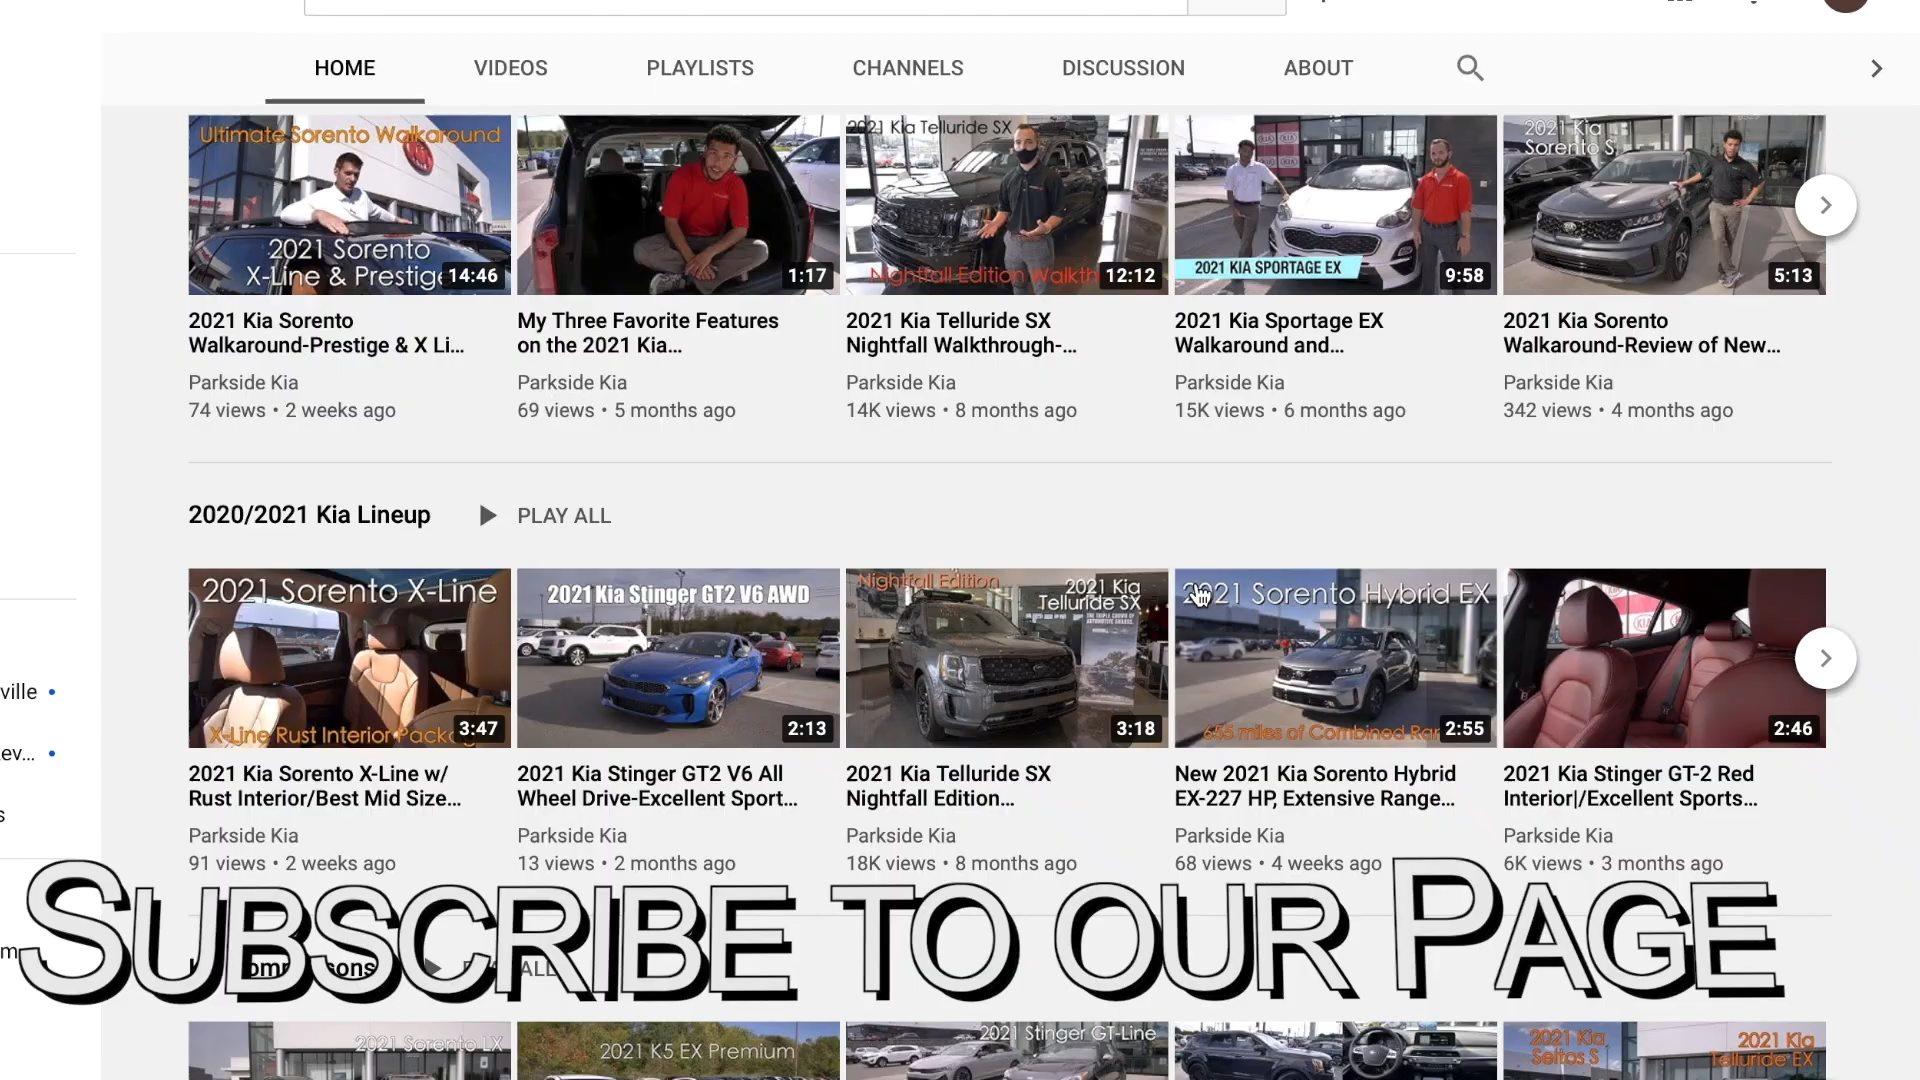 HOME VIDEOS PLAYLISTS CHANNELS DISCUSSION ABOUT
Ultimate Sorento Walkaround
2021 Sorento
X-Line & Prestige
14:46
1:17
2021 Kia Telluride SX
Nightfall Edition Walkth
12:12
2021 KIA SPORTAGE EX
9:58
2021 Kia
Sorento S
5:13
2021 Kia Sorento
Walkaround-Prestige & X Li...
Parkside Kia
74 views • 2 weeks ago
My Three Favorite Features
on the 2021 Kia...
Parkside Kia
69 views • 5 months ago
2021 Kia Telluride SX
Nightfall Walkthrough-...
Parkside Kia
14K views • 8 months ago
2021 Kia Sportage EX
Walkaround and...
Parkside Kia
15K views • 6 months ago
2021 Kia Sorento
Walkaround-Review of New...
Parkside Kia
342 views • 4 months ago
2020/2021 Kia Lineup PLAY ALL
2021 Sorento X-Line
X-Line Rust Interior Packa
3:47
2021 Kia Stinger GT2 V6 AWD
2:13
Nightfall Edition
2021 Kia
Telluride SX
3:18
2021 Sorento Hybrid EX
655 miles of Combined Ran
2:55
2:46
ville •
ev... •
s
2021 Kia Sorento X-Line w/
Rust Interior/Best Mid Size...
Parkside Kia
91 views • 2 weeks ago
2021 Kia Stinger GT2 V6 All
Wheel Drive-Excellent Sport...
Parkside Kia
13 views • 2 months ago
2021 Kia Telluride SX
Nightfall Edition...
Parkside Kia
18K views • 8 months ago
New 2021 Kia Sorento Hybrid
EX-227 HP, Extensive Range...
Parkside Kia
68 views • 4 weeks ago
2021 Kia Stinger GT-2 Red
Interior|/Excellent Sports...
Parkside Kia
6K views • 3 months ago
SUBSCRIBE TO OUR PAGE
m
2021 Sorento LX
2021 K5 EX Premium
2021 Stinger GT-Line
2021 Kia
Seltos S
2021 Kia
Telluride EX